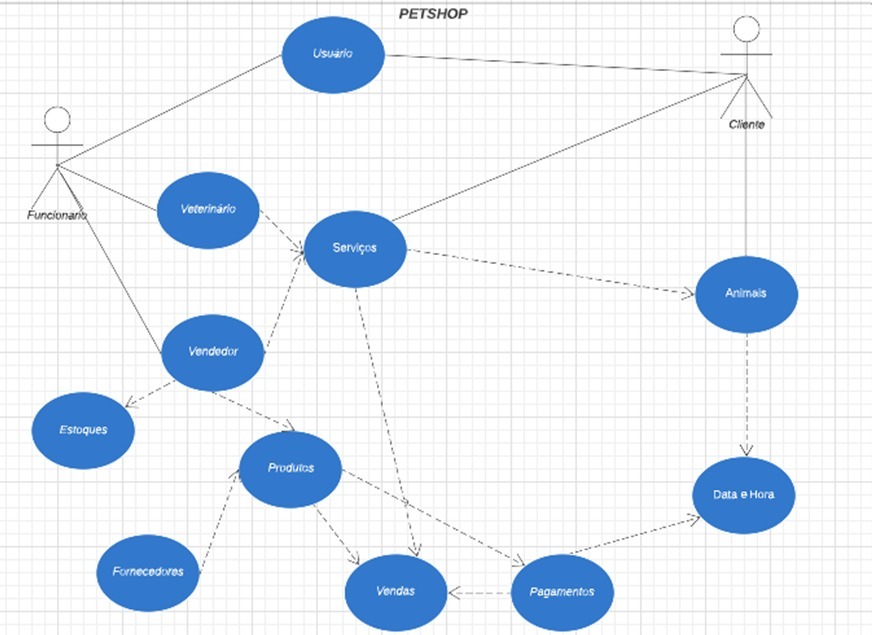 PETSHOP
Usuário
Cliente
Funcionario
Veterinário
Serviços
Animais
Vendedor
Estoques
Produtos
Data e Hora
Fornecedores
Vendas
Pagamentos